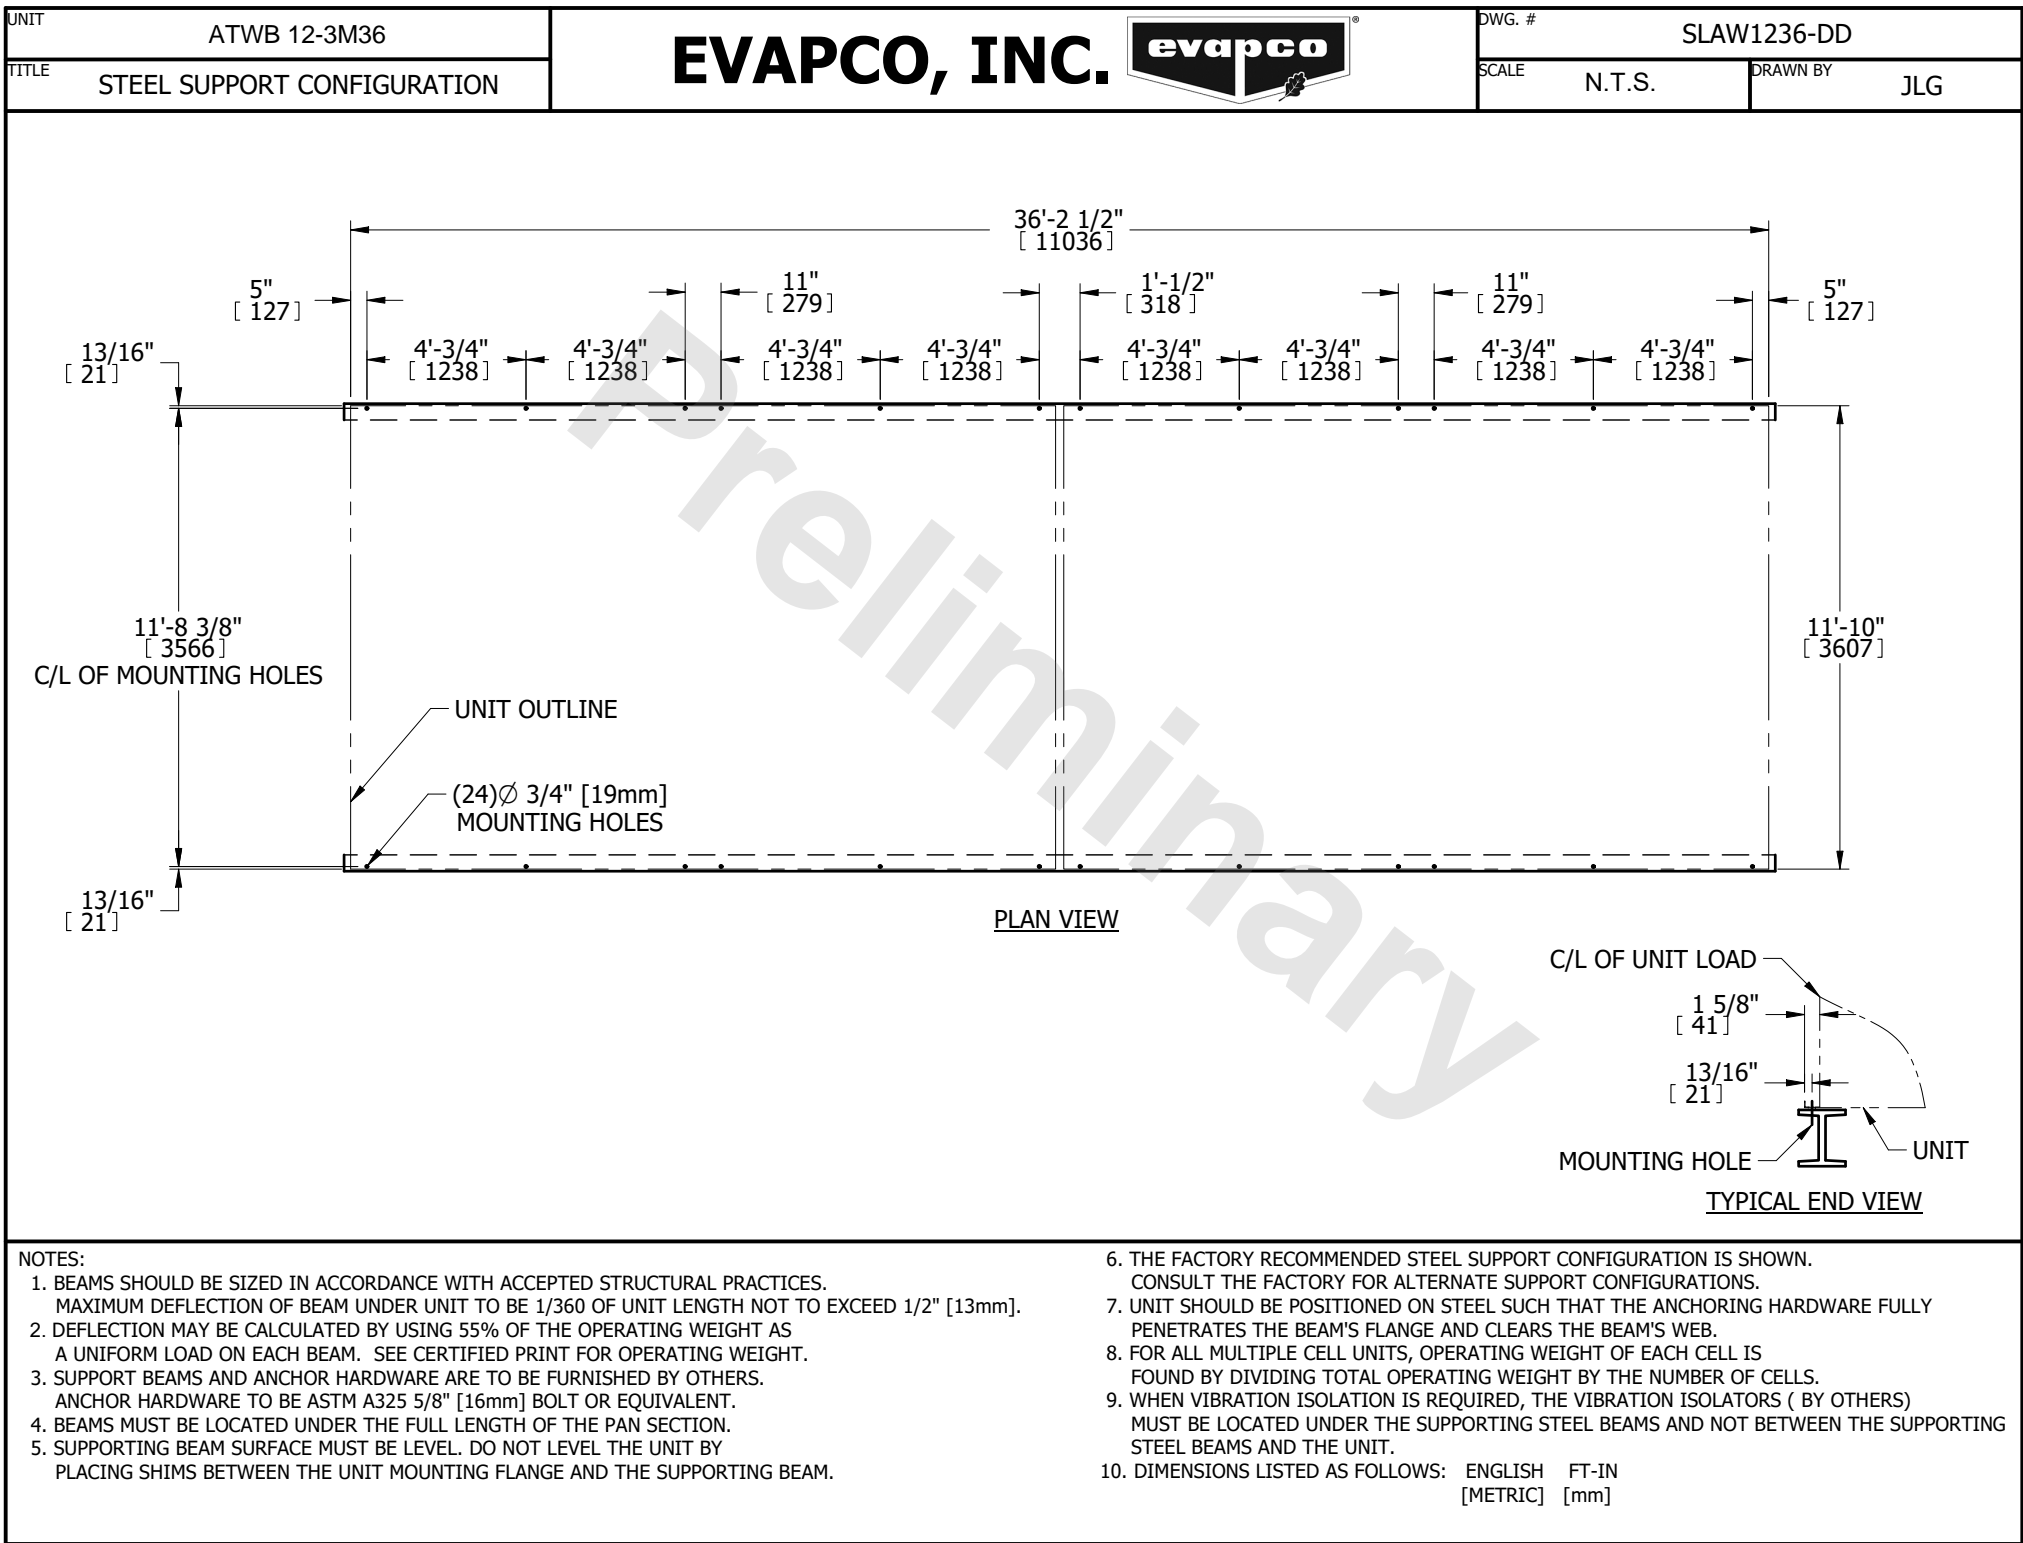 UNIT
ATWB 12-3M36
TITLE
STEEL SUPPORT CONFIGURATION
EVAPCO, INC.
evapco
®
DWG. #
SLAW1236-DD
SCALE
N.T.S.
DRAWN BY
JLG
36'-2 1/2"
[ 11036 ]
5"
[ 127 ]
11"
[ 279 ]
1'-1/2"
[ 318 ]
11"
[ 279 ]
5"
[ 127 ]
13/16"
[ 21 ]
4'-3/4"
[ 1238 ]
4'-3/4"
[ 1238 ]
4'-3/4"
[ 1238 ]
4'-3/4"
[ 1238 ]
4'-3/4"
[ 1238 ]
4'-3/4"
[ 1238 ]
4'-3/4"
[ 1238 ]
4'-3/4"
[ 1238 ]
11'-8 3/8"
[ 3566 ]
C/L OF MOUNTING HOLES
11'-10"
[ 3607 ]
UNIT OUTLINE
(24)Ø 3/4" [19mm]
MOUNTING HOLES
13/16"
[ 21 ]
PLAN VIEW
Preliminary
C/L OF UNIT LOAD
1 5/8"
[ 41 ]
13/16"
[ 21 ]
MOUNTING HOLE
UNIT
TYPICAL END VIEW
NOTES:
1. BEAMS SHOULD BE SIZED IN ACCORDANCE WITH ACCEPTED STRUCTURAL PRACTICES.
MAXIMUM DEFLECTION OF BEAM UNDER UNIT TO BE 1/360 OF UNIT LENGTH NOT TO EXCEED 1/2" [13mm].
2. DEFLECTION MAY BE CALCULATED BY USING 55% OF THE OPERATING WEIGHT AS
A UNIFORM LOAD ON EACH BEAM. SEE CERTIFIED PRINT FOR OPERATING WEIGHT.
3. SUPPORT BEAMS AND ANCHOR HARDWARE ARE TO BE FURNISHED BY OTHERS.
ANCHOR HARDWARE TO BE ASTM A325 5/8" [16mm] BOLT OR EQUIVALENT.
4. BEAMS MUST BE LOCATED UNDER THE FULL LENGTH OF THE PAN SECTION.
5. SUPPORTING BEAM SURFACE MUST BE LEVEL. DO NOT LEVEL THE UNIT BY
PLACING SHIMS BETWEEN THE UNIT MOUNTING FLANGE AND THE SUPPORTING BEAM.
6. THE FACTORY RECOMMENDED STEEL SUPPORT CONFIGURATION IS SHOWN.
CONSULT THE FACTORY FOR ALTERNATE SUPPORT CONFIGURATIONS.
7. UNIT SHOULD BE POSITIONED ON STEEL SUCH THAT THE ANCHORING HARDWARE FULLY
PENETRATES THE BEAM'S FLANGE AND CLEARS THE BEAM'S WEB.
8. FOR ALL MULTIPLE CELL UNITS, OPERATING WEIGHT OF EACH CELL IS
FOUND BY DIVIDING TOTAL OPERATING WEIGHT BY THE NUMBER OF CELLS.
9. WHEN VIBRATION ISOLATION IS REQUIRED, THE VIBRATION ISOLATORS ( BY OTHERS)
MUST BE LOCATED UNDER THE SUPPORTING STEEL BEAMS AND NOT BETWEEN THE SUPPORTING
STEEL BEAMS AND THE UNIT.
10. DIMENSIONS LISTED AS FOLLOWS: ENGLISH FT-IN
[METRIC] [mm]